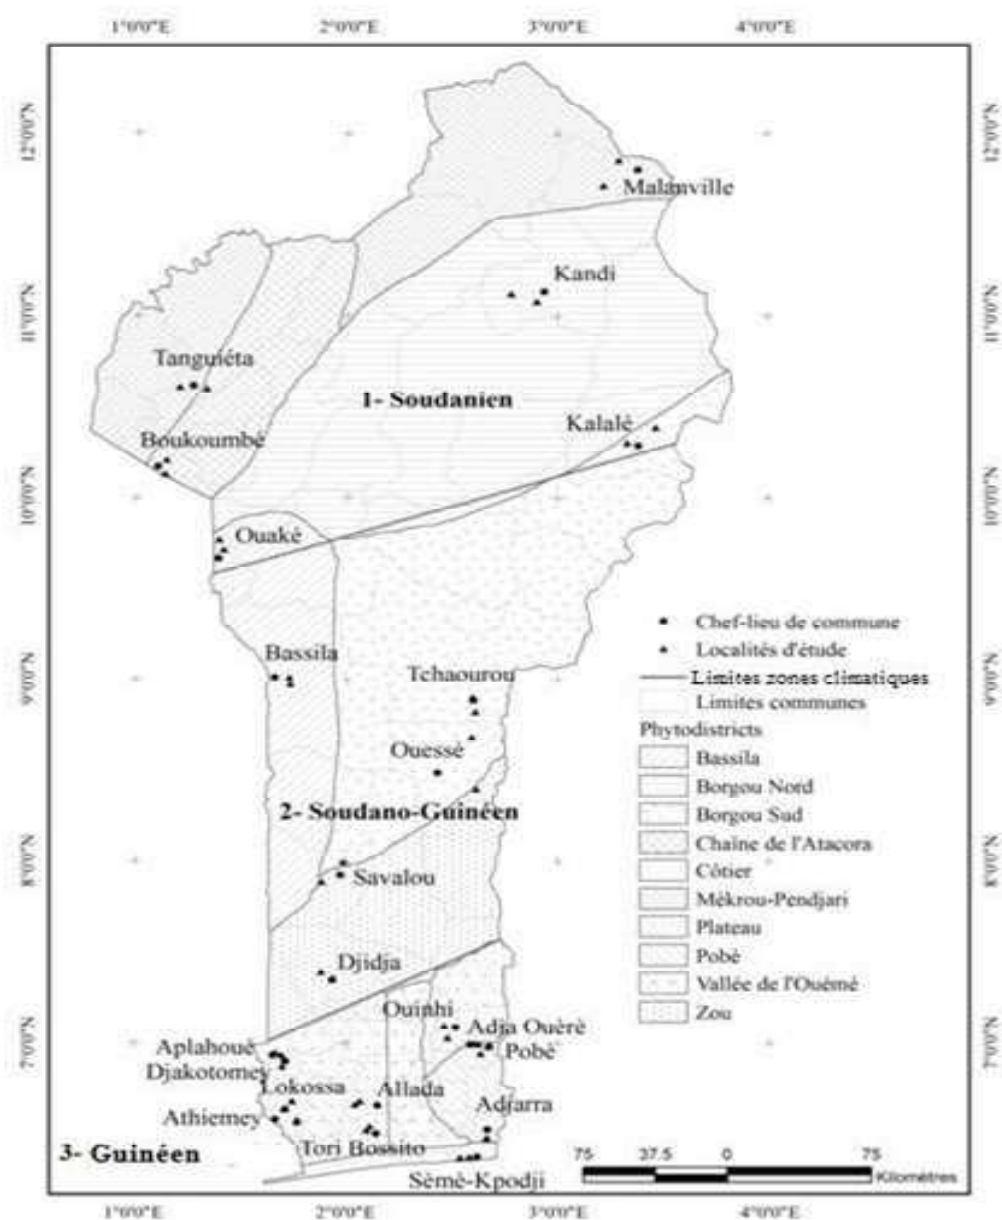 1°0'0"E 2°0'0"E 3°0'0"E 4°0'0"E
12°0'0"N 12°0'0"N
Malanville
Kandi
11°0'0"N 11°0'0"N
Tanguiéta
1- Soudanien
Kalalé
Boukoumbé
10°0'0"N 10°0'0"N
Ouaké
Chef-lieu de commune
Localités d'étude
Bassila
Tchaourou
Limites zones climatiques
9°0'0"N 9°0'0"N
Limites communes
Phytodistricts
Ouessè
Bassila
Borgou Nord
2- Soudano-Guinéen
Borgou Sud
Chaîne de l'Atacora
8°0'0"N 8°0'0"N
Côtier
Savalou
Mékrou-Pendjari
Plateau
Pobè
Djidja
Vallée de l'Ouémé
Ouinhi
Zou
Adja Ouèrè
7°0'0"N 7°0'0"N
Aplahouè
Pobè
Djakotomey
Lokossa
Allada
Athiemey
Adjarra
Tori Bossito
3- Guinéen
75 37.5 0 75
Kilomètres
Sèmè-Kpodji
1°0'0"E 2°0'0"E 3°0'0"E 4°0'0"E